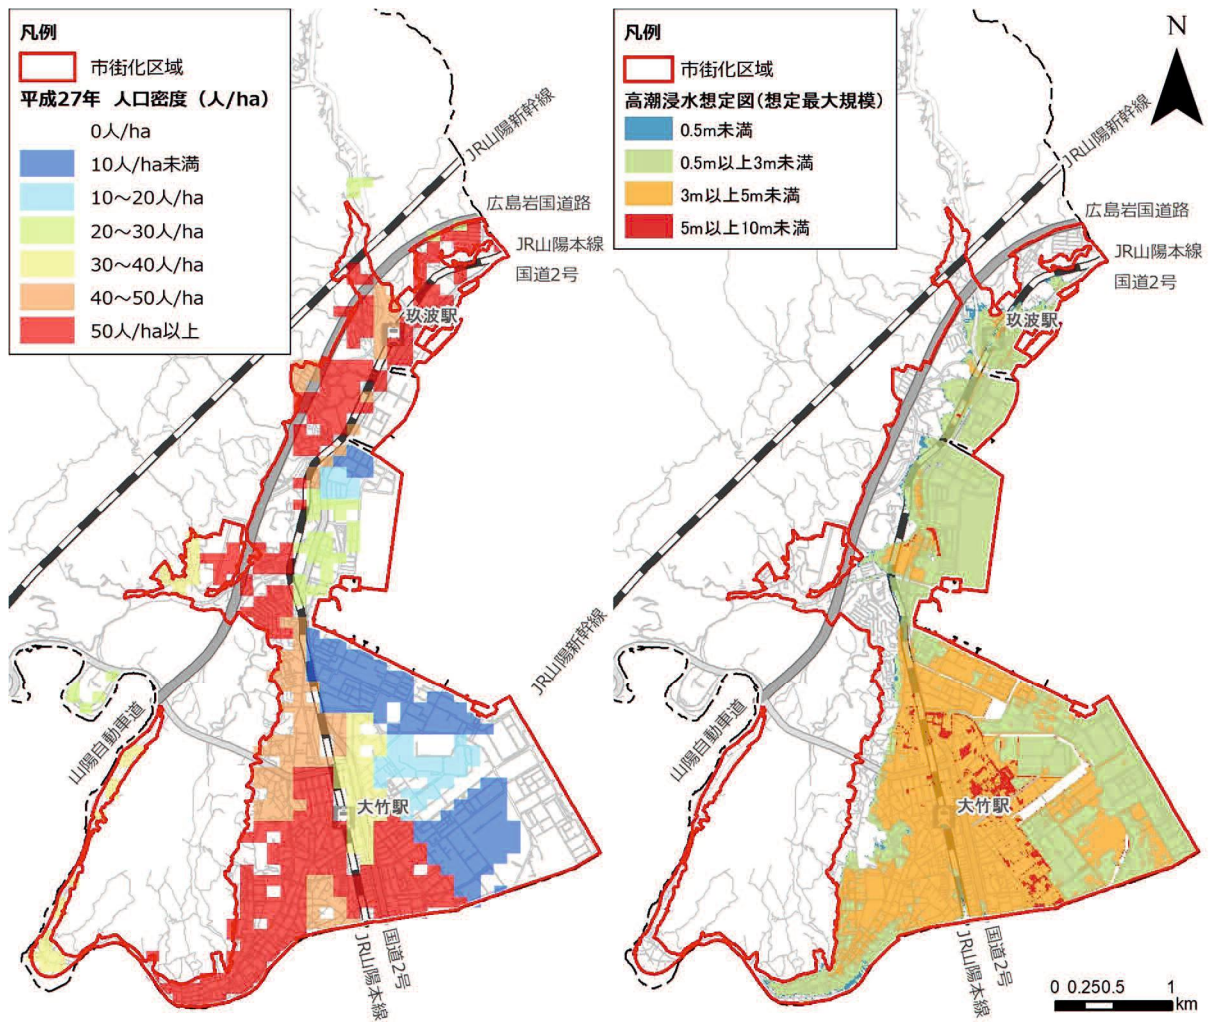 凡例
市街化区域
平成27年 人口密度（人/ha）
0人/ha
10人/ha未満
10～20人/ha
20～30人/ha
30～40人/ha
40～50人/ha
50人/ha以上
JR山陽新幹線
広島岩国道路
JR山陽本線
国道2号
玖波駅
JR山陽新幹線
山陽自動車道
大竹駅
国道2号
JR山陽本線
凡例
市街化区域
高潮浸水想定図(想定最大規模)
0.5m未満
0.5m以上3m未満
3m以上5m未満
5m以上10m未満
N
JR山陽新幹線
広島岩国道路
JR山陽本線
国道2号
玖波駅
山陽自動車道
大竹駅
国道2号
JR山陽本線
0 0.25 0.5 1
km